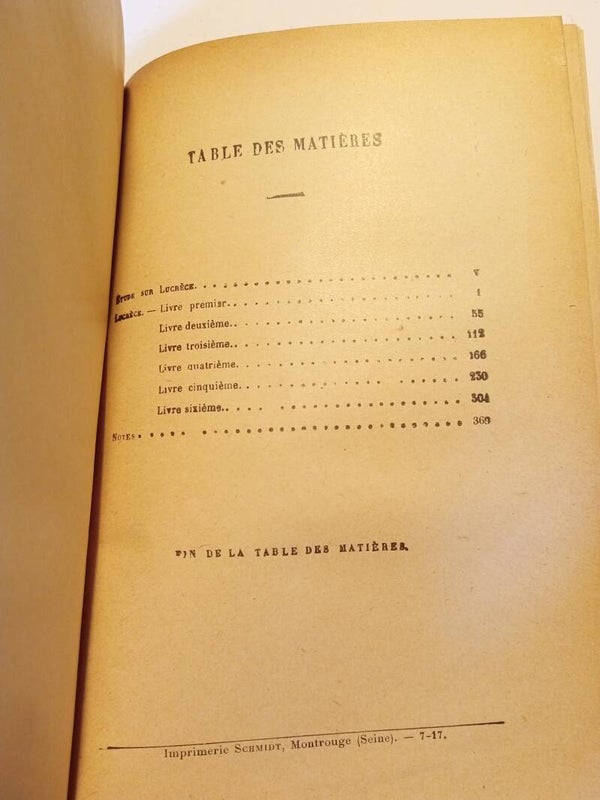 TABLE DES MATIÈRES
ÉTUDE SUR LUCRÈCE. . . . . . . . . . . . . . . . . . . . . . V
LUCRÈCE. — Livre premier. . . . . . . . . . . . . . . . . . . 1
Livre deuxième. . . . . . . . . . . . . . . . . . . 55
Livre troisième. . . . . . . . . . . . . . . . . . . 112
Livre quatrième. . . . . . . . . . . . . . . . . . . 166
Livre cinquième. . . . . . . . . . . . . . . . . . . 230
Livre sixième. . . . . . . . . . . . . . . . . . . . 304
NOTES. . . . . . . . . . . . . . . . . . . . . . . . . . 369
FIN DE LA TABLE DES MATIÈRES.
Imprimerie SCHMIDT, Montrouge (Seine). — 7-17.